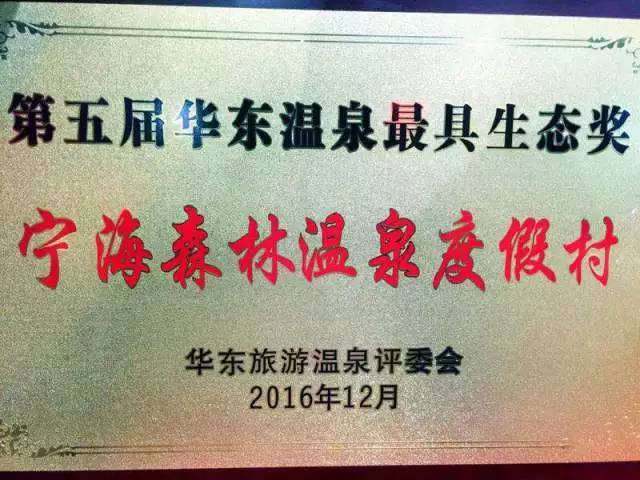 第五届华东温泉最具生态奖
宁海森林温泉度假村
华东旅游温泉评委会
2016年12月